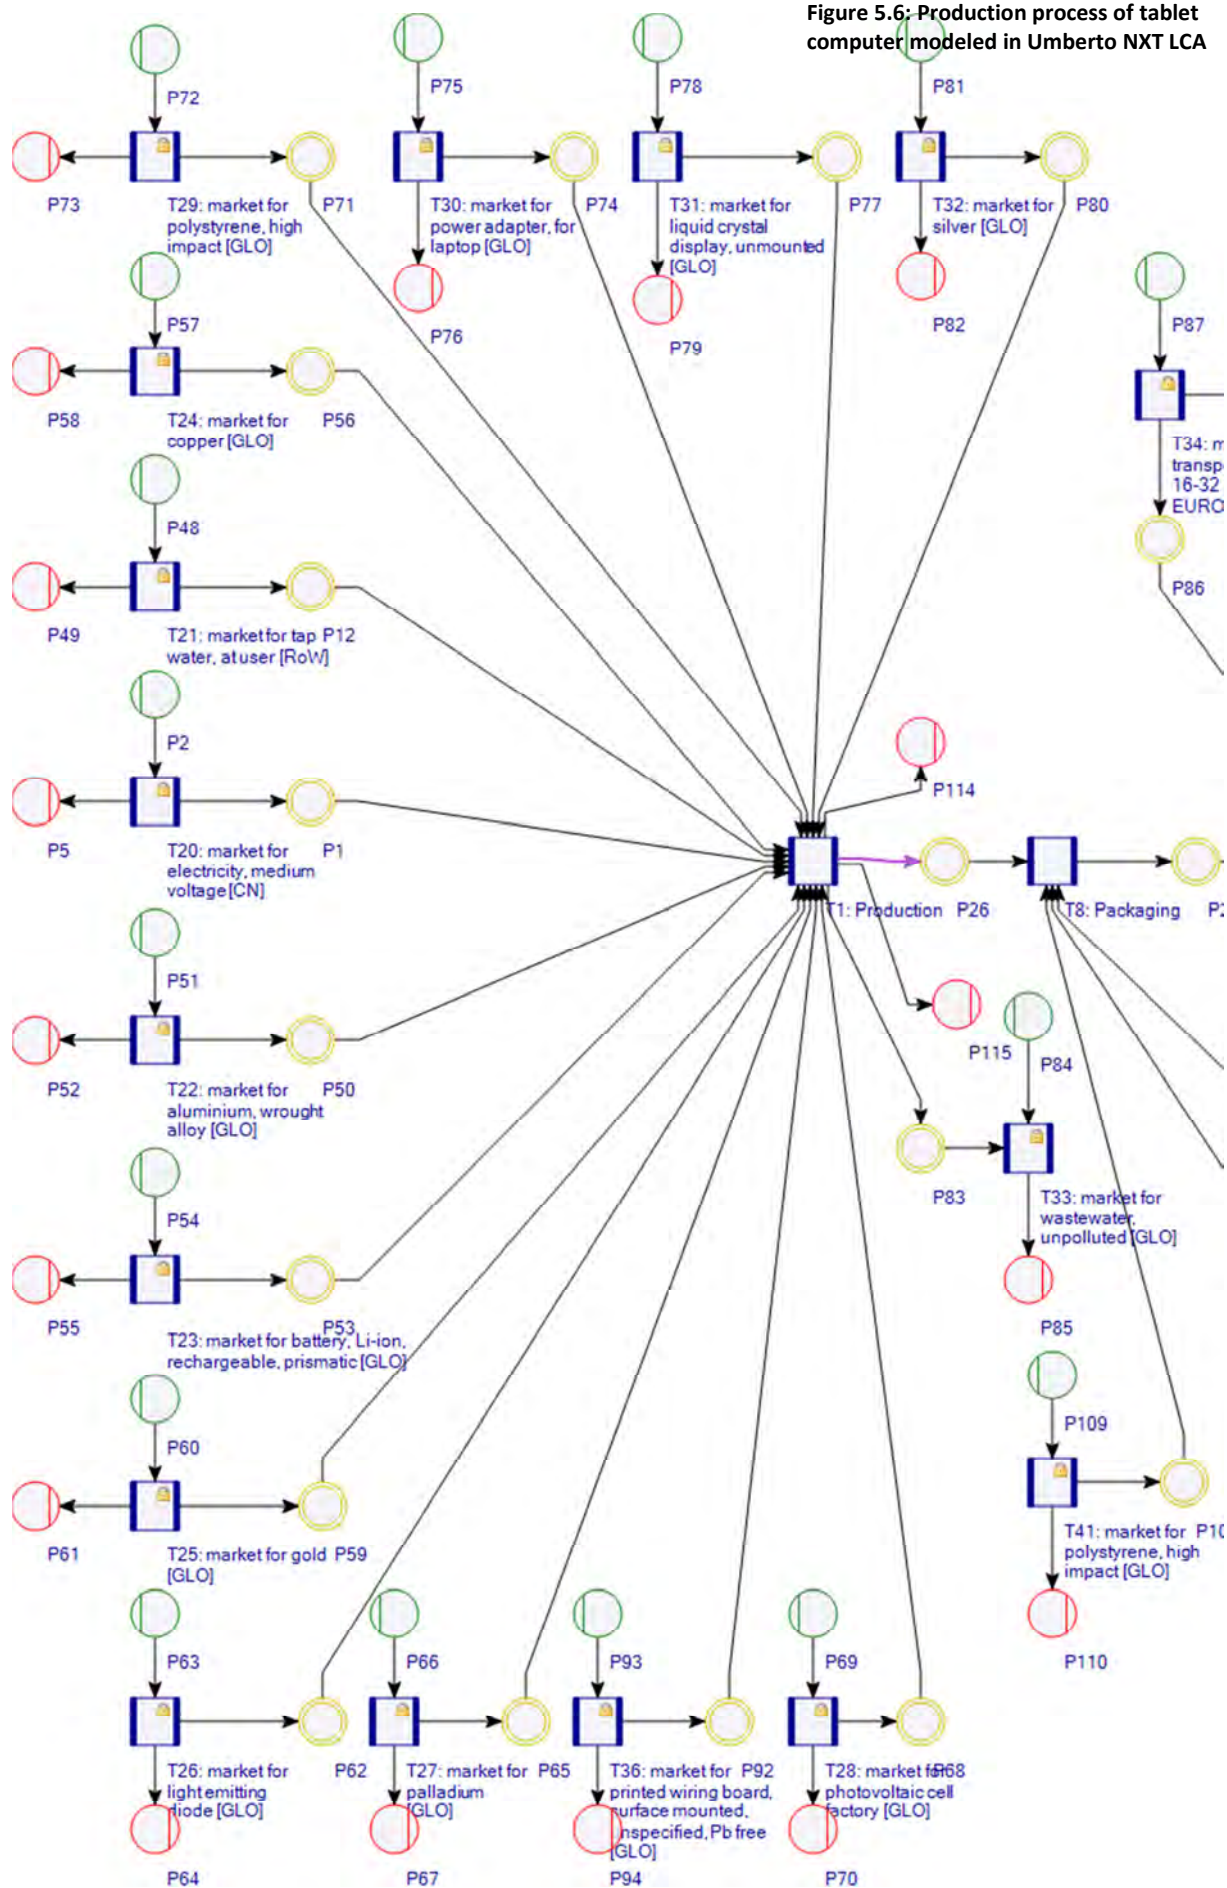 Figure 5.6: Production process of tablet
computer modeled in Umberto NXT LCA
P72
P75
P78
P81
P73
T29: market for
polystyrene, high
impact [GLO]
P71
T30: market for
power adapter, for
laptop [GLO]
P74
T31: market for
liquid crystal
display, unmounted
[GLO]
P77
T32: market for
silver [GLO]
P80
P76
P79
P82
P57
P87
P58
T24: market for
copper [GLO]
P56
T34: m
transp
16-32
EURO
P86
P48
P49
T21: market for tap
water, at user [RoW]
P12
P2
P114
P5
T20: market for
electricity, medium
voltage [CN]
P1
T1: Production
P26
T8: Packaging
P2
P51
P115
P84
P52
T22: market for
aluminium, wrought
alloy [GLO]
P50
P54
P83
T33: market for
wastewater,
unpolluted [GLO]
P85
P55
P53
T23: market for battery, Li-ion,
rechargeable, prismatic [GLO]
P60
P109
P61
T25: market for gold
[GLO]
P59
T41: market for
polystyrene, high
impact [GLO]
P10
P110
P63
P66
P93
P69
T26: market for
light emitting
diode [GLO]
P62
T27: market for
palladium
[GLO]
P65
T36: market for
printed wiring board,
surface mounted,
unspecified, Pb free
[GLO]
P92
T28: market for
photovoltaic cell
factory [GLO]
P68
P64
P67
P94
P70